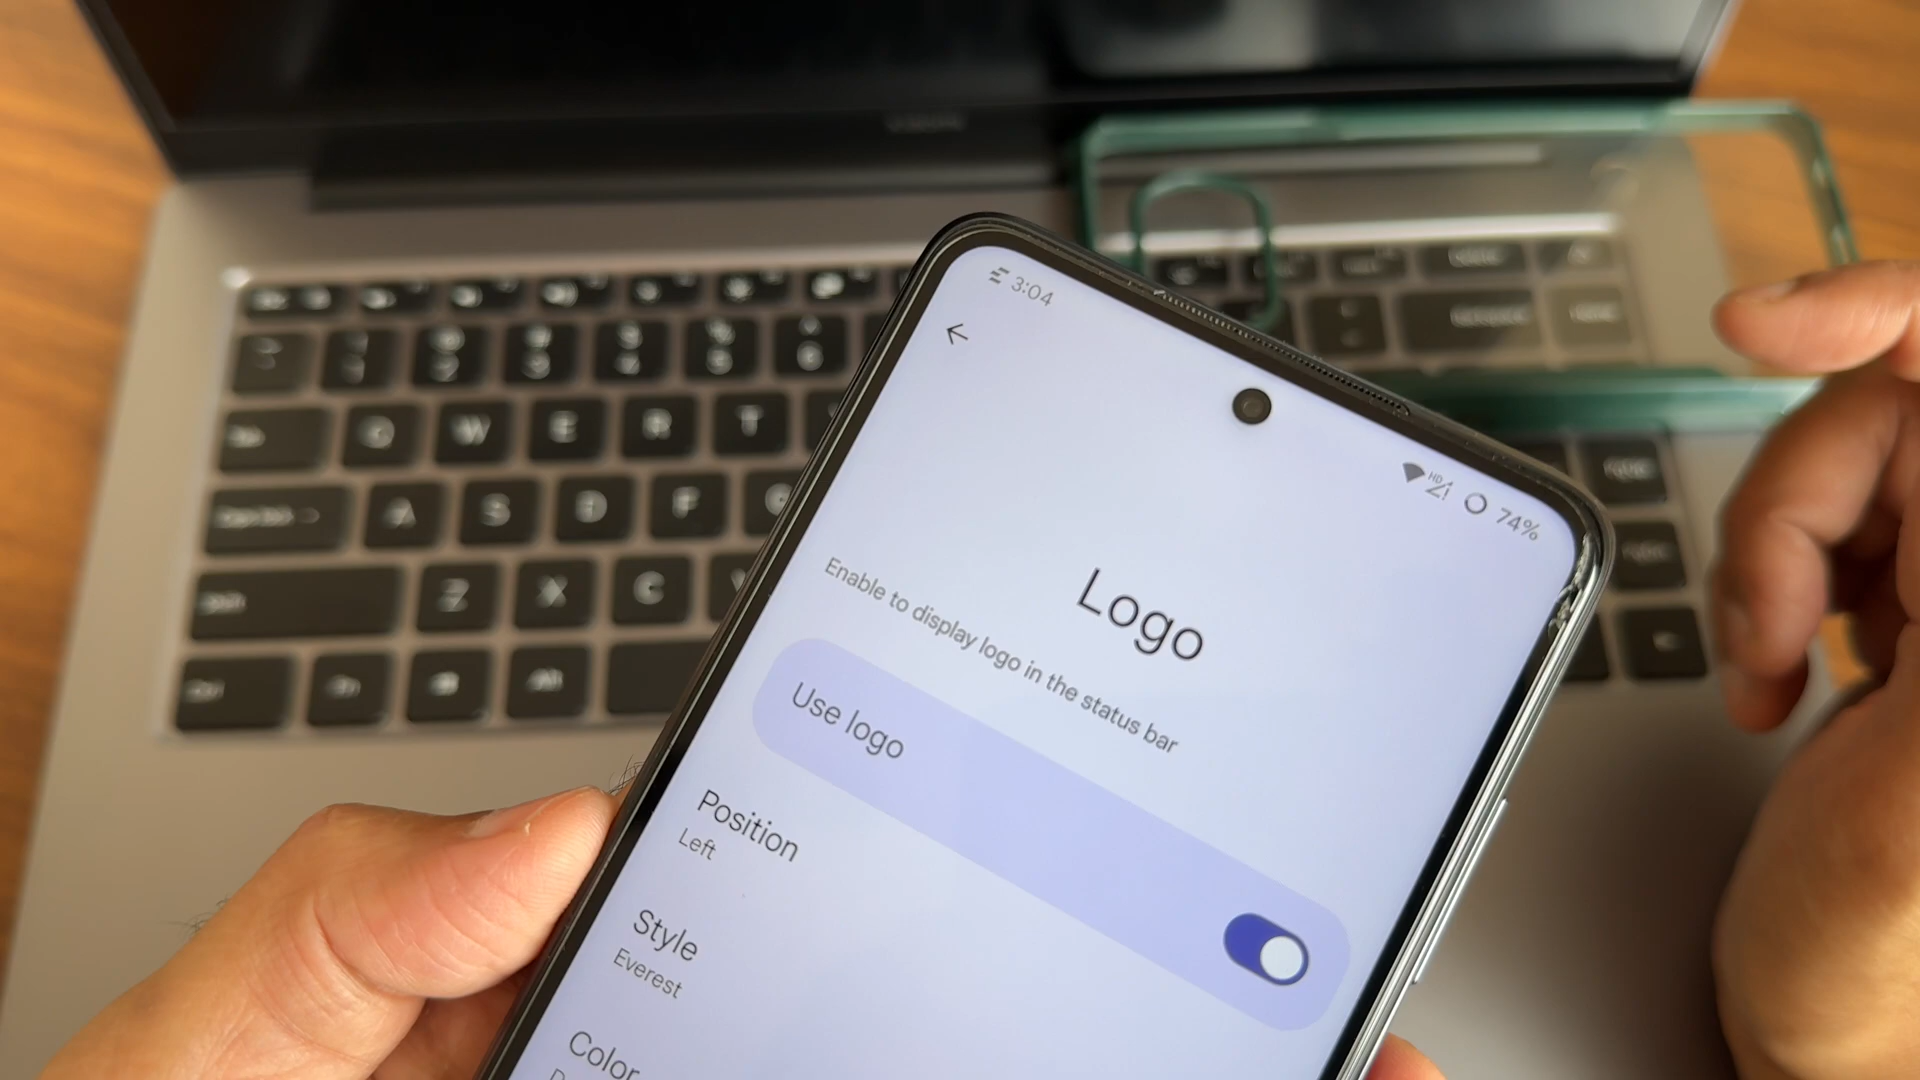 3:04
HD
74%
Logo
Enable to display logo in the status bar
Use logo
Position
Left
Style
Everest
Color
Q W E R T
A S D F
Z X C